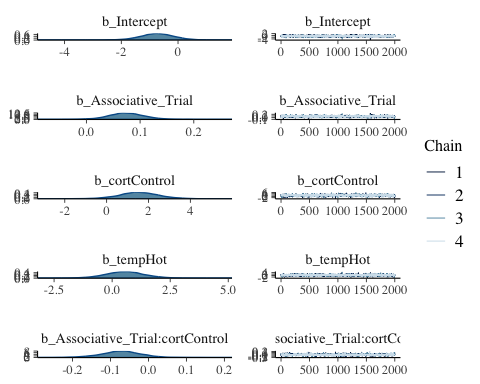 b_Intercept b_Intercept
-4 -2 0 0 500 1000 1500 2000
b_Associative_Trial b_Associative_Trial
0.0 0.1 0.2 0 500 1000 1500 2000
Chain
b_cortControl b_cortControl
1
2
-2 0 2 4 0 500 1000 1500 2000
3
4
b_tempHot b_tempHot
-2.5 0.0 2.5 5.0 0 500 1000 1500 2000
b_Associative_Trial:cortControl sociative_Trial:cortCo
-0.2 -0.1 0.0 0.1 0.2 0 500 1000 1500 2000